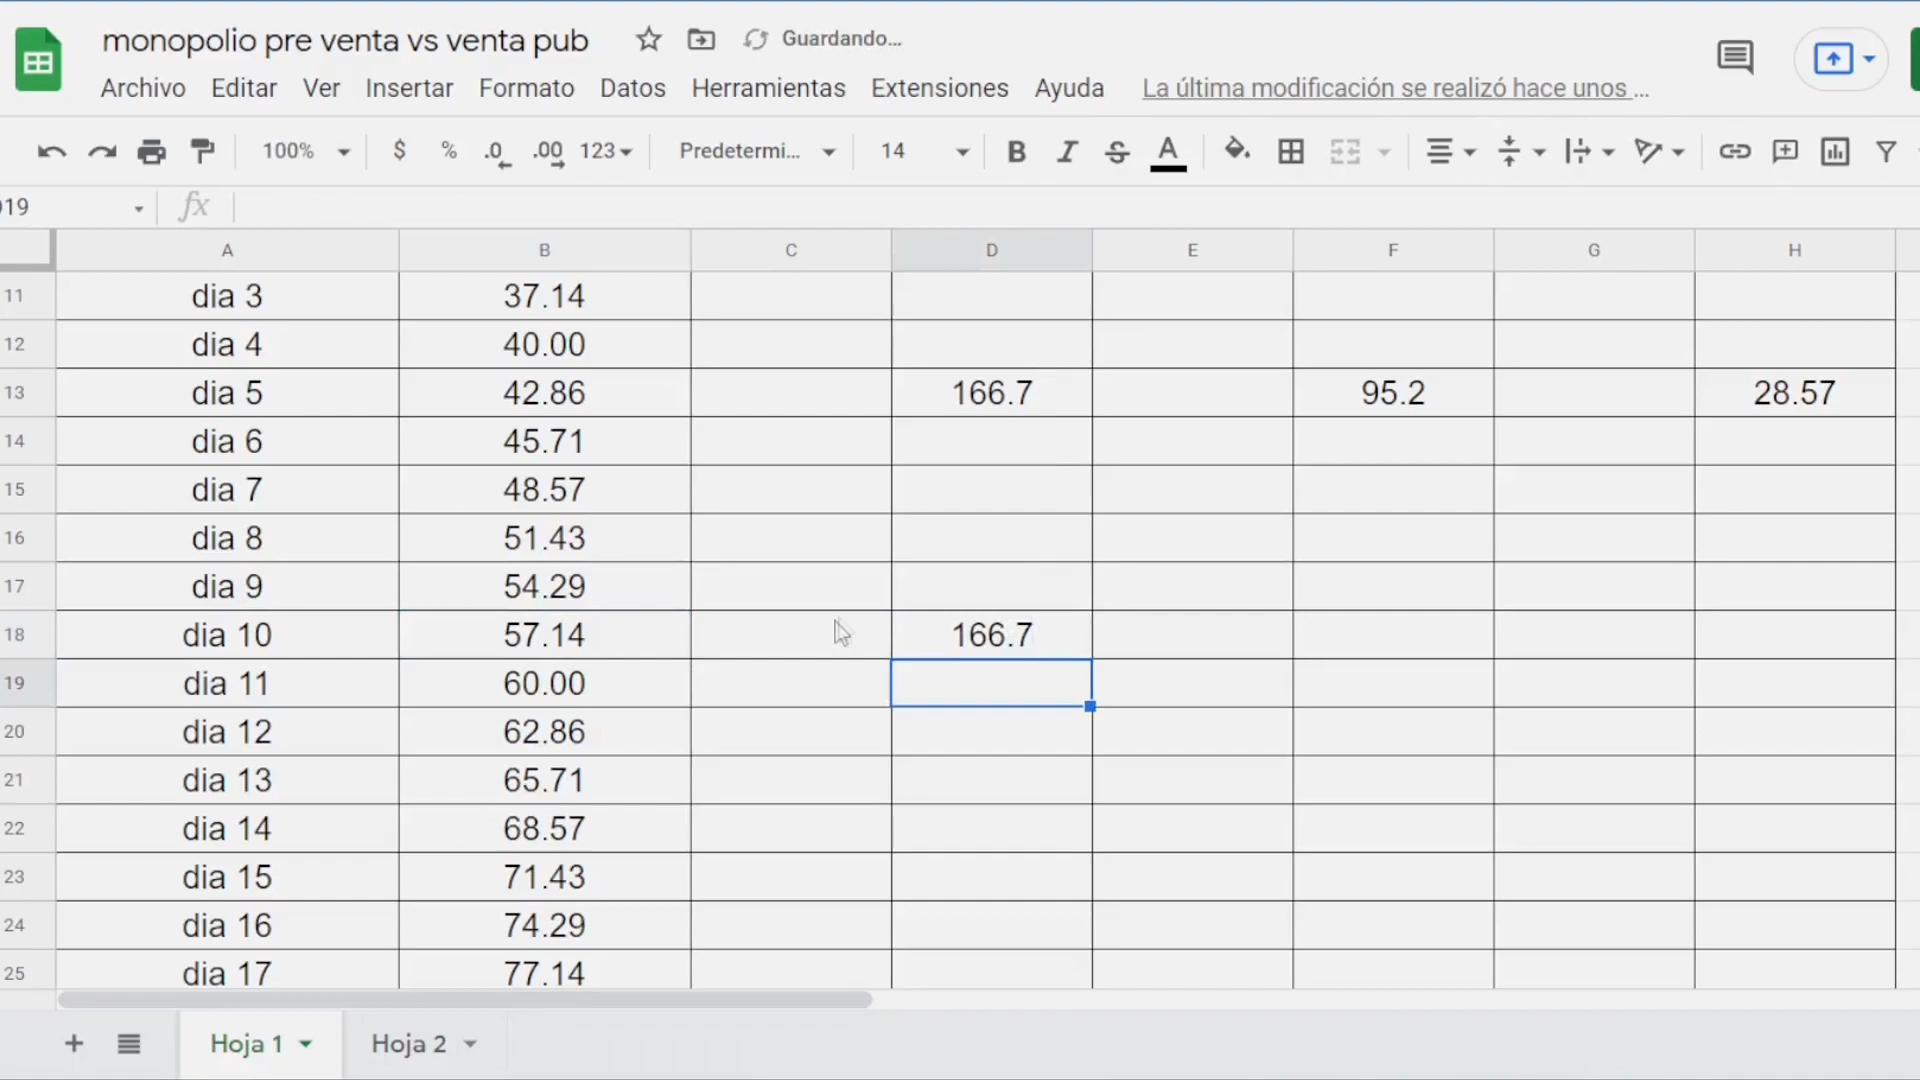 monopolio pre venta vs venta pub Guardando...
Archivo Editar Ver Insertar Formato Datos Herramientas Extensiones Ayuda La última modificación se realizó hace unos ...
100% $ % .0 .00 123 Predetermi... 14 B I S A
19 fx
A B C D E F G H
11 dia 3 37.14
12 dia 4 40.00
13 dia 5 42.86 166.7 95.2 28.57
14 dia 6 45.71
15 dia 7 48.57
16 dia 8 51.43
17 dia 9 54.29
18 dia 10 57.14 166.7
19 dia 11 60.00
20 dia 12 62.86
21 dia 13 65.71
22 dia 14 68.57
23 dia 15 71.43
24 dia 16 74.29
25 dia 17 77.14
+ Hoja 1 Hoja 2